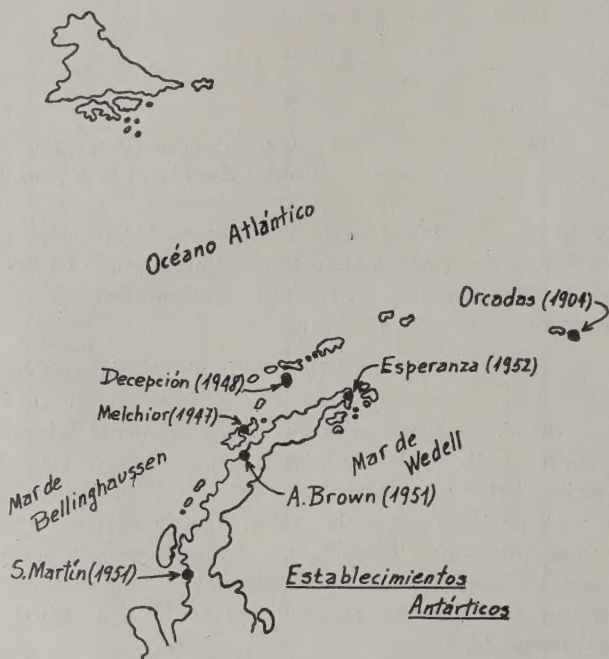 Océano Atlántico
Orcadas (1904)
Decepción (1948)
Esperanza (1952)
Melchior (1947)
Mar de
Wedell
Mar de
Bellinghaussen
A. Brown (1951)
S. Martín (1951)
Establecimientos
Antárticos